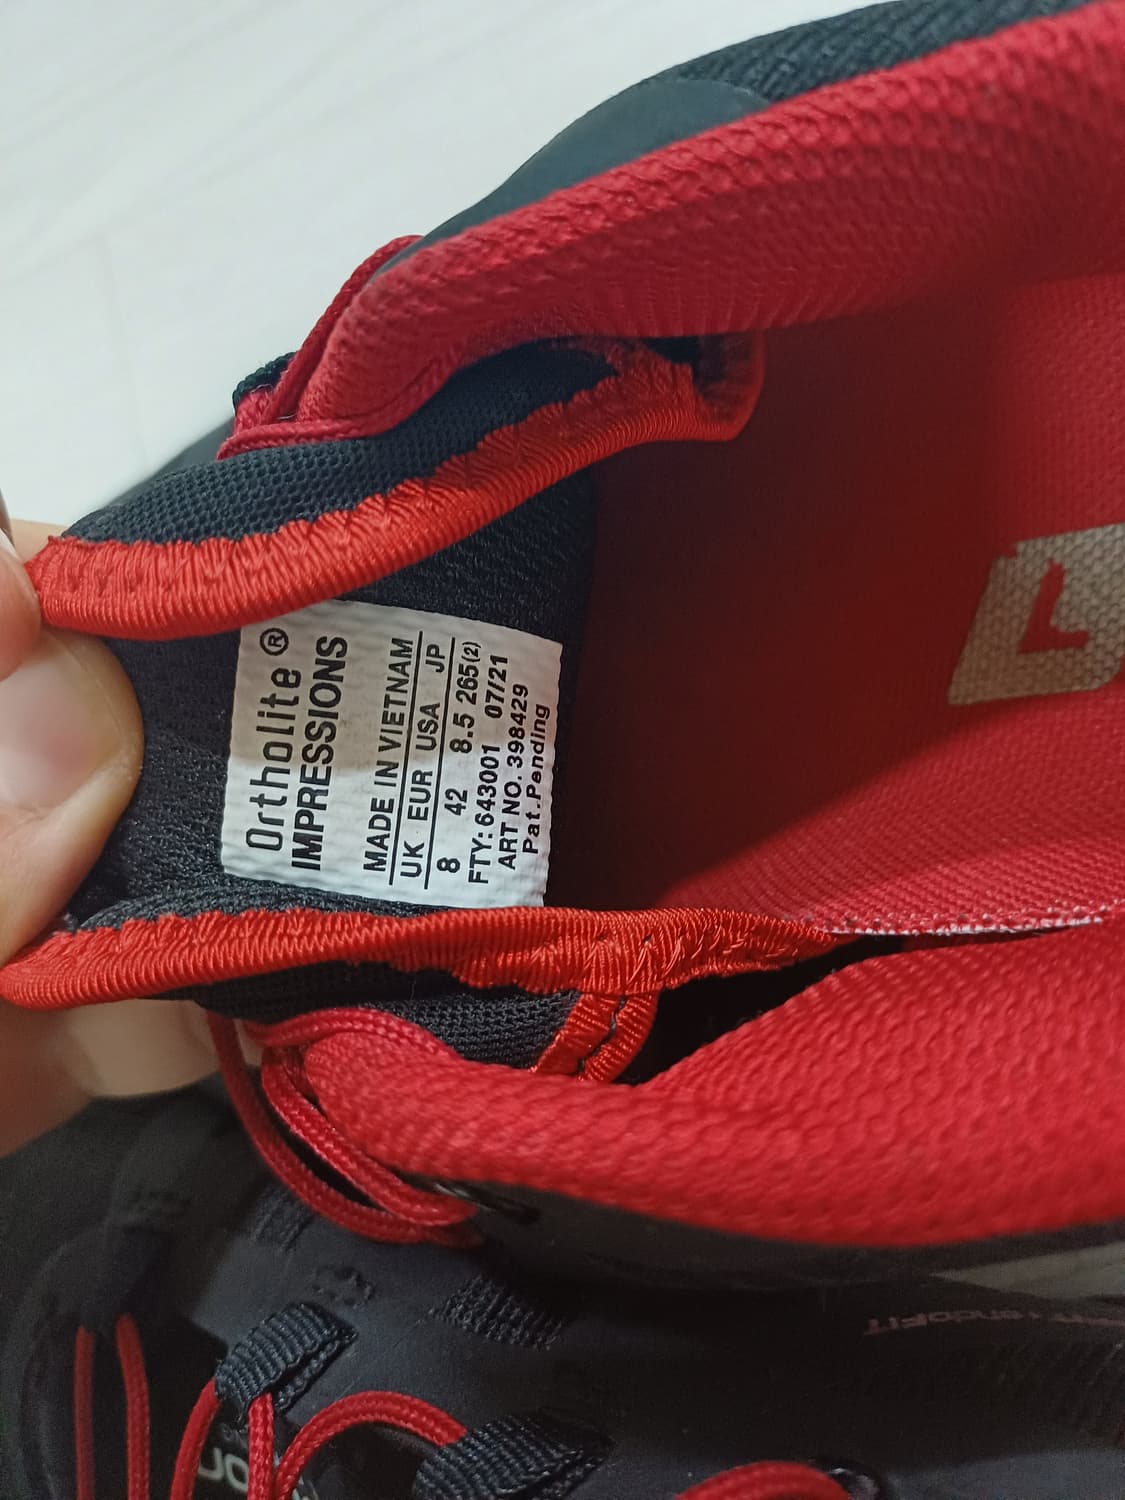 Ortholite®
IMPRESSIONS
MADE IN VIETNAM
UK EUR USA JP
8 42 8.5 265(2)
FTY: 643001 07/21
ART NO. 398429
Pat.Pending
L
endoFIT